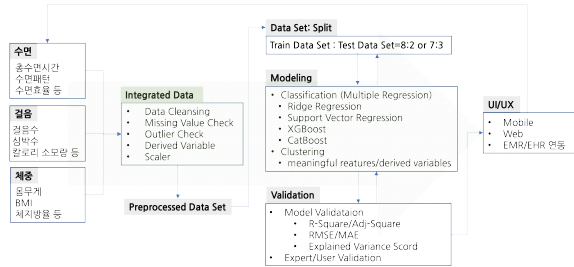 수면
총수면시간
수면패턴
수면효율 등
걸음
걸음수
심박수
칼로리 소모량 등
체중
몸무게
BMI
체지방율 등
Integrated Data
• Data Cleansing
• Missing Value Check
• Outlier Check
• Derived Variable
• Scaler
Preprocessed Data Set
Data Set: Split
Train Data Set : Test Data Set=8:2 or 7:3
Modeling
• Classification (Multiple Regression)
• Ridge Regression
• Support Vector Regression
• XGBoost
• CatBoost
• Clustering
• meaningful reatures/derived variables
Validation
• Model Validataion
• R-Square/Adj-Square
• RMSE/MAE
• Explained Variance Scord
• Expert/User Validation
UI/UX
• Mobile
• Web
• EMR/EHR 연동